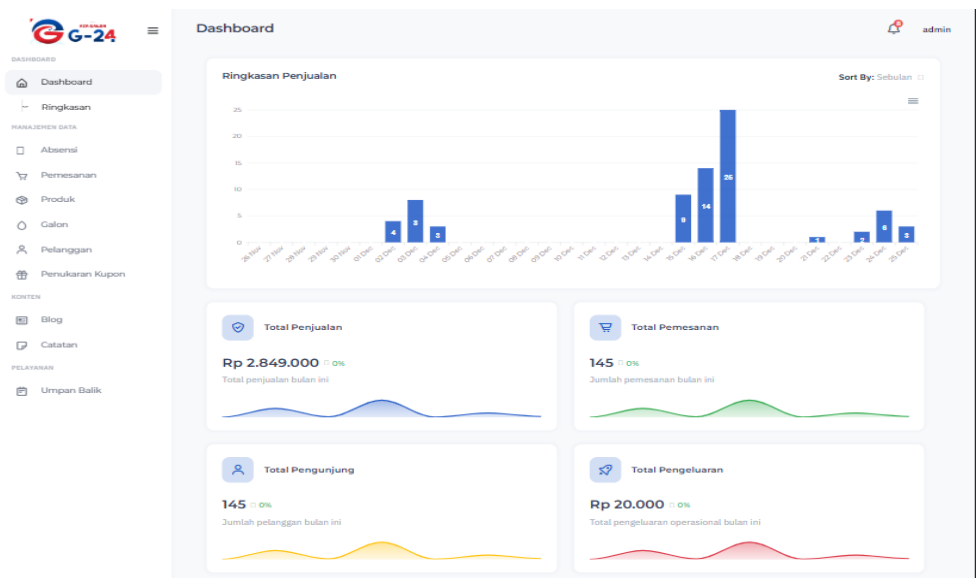 G-24
DASHBOARD
Dashboard
Ringkasan
MANAJEMEN DATA
Absensi
Pemesanan
Produk
Galon
Pelanggan
Penukaran Kupon
KONTEN
Blog
Catatan
PELAYANAN
Umpan Balik
Dashboard
admin
Ringkasan Penjualan
Sort By: Sebulan
25
20
15
10
5
0
4
8
3
9
14
25
1
2
6
3
26 Nov
27 Nov
28 Nov
29 Nov
30 Nov
01 Dec
02 Dec
03 Dec
04 Dec
05 Dec
06 Dec
07 Dec
08 Dec
09 Dec
10 Dec
11 Dec
12 Dec
13 Dec
14 Dec
15 Dec
16 Dec
17 Dec
18 Dec
19 Dec
20 Dec
21 Dec
22 Dec
23 Dec
24 Dec
25 Dec
Total Penjualan
Rp 2.849.000 0%
Total penjualan bulan ini
Total Pemesanan
145 0%
Jumlah pemesanan bulan ini
Total Pengunjung
145 0%
Jumlah pelanggan bulan ini
Total Pengeluaran
Rp 20.000 0%
Total pengeluaran operasional bulan ini